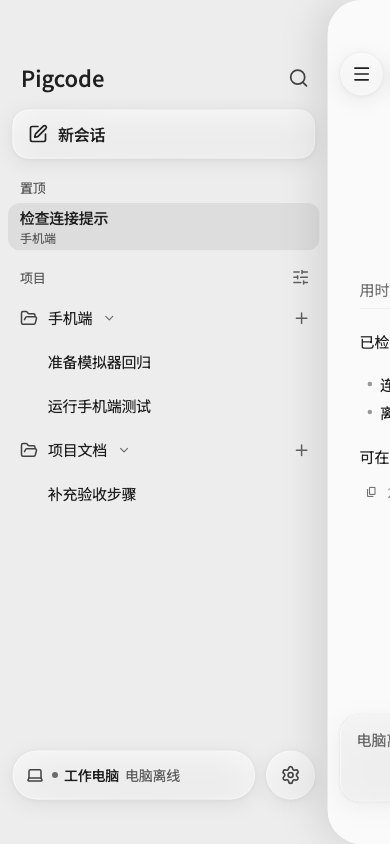 Pigcode
新会话
置顶
检查连接提示
手机端
项目
手机端
准备模拟器回归
运行手机端测试
项目文档
补充验收步骤
工作电脑 电脑离线
用时
已检
可在
电脑